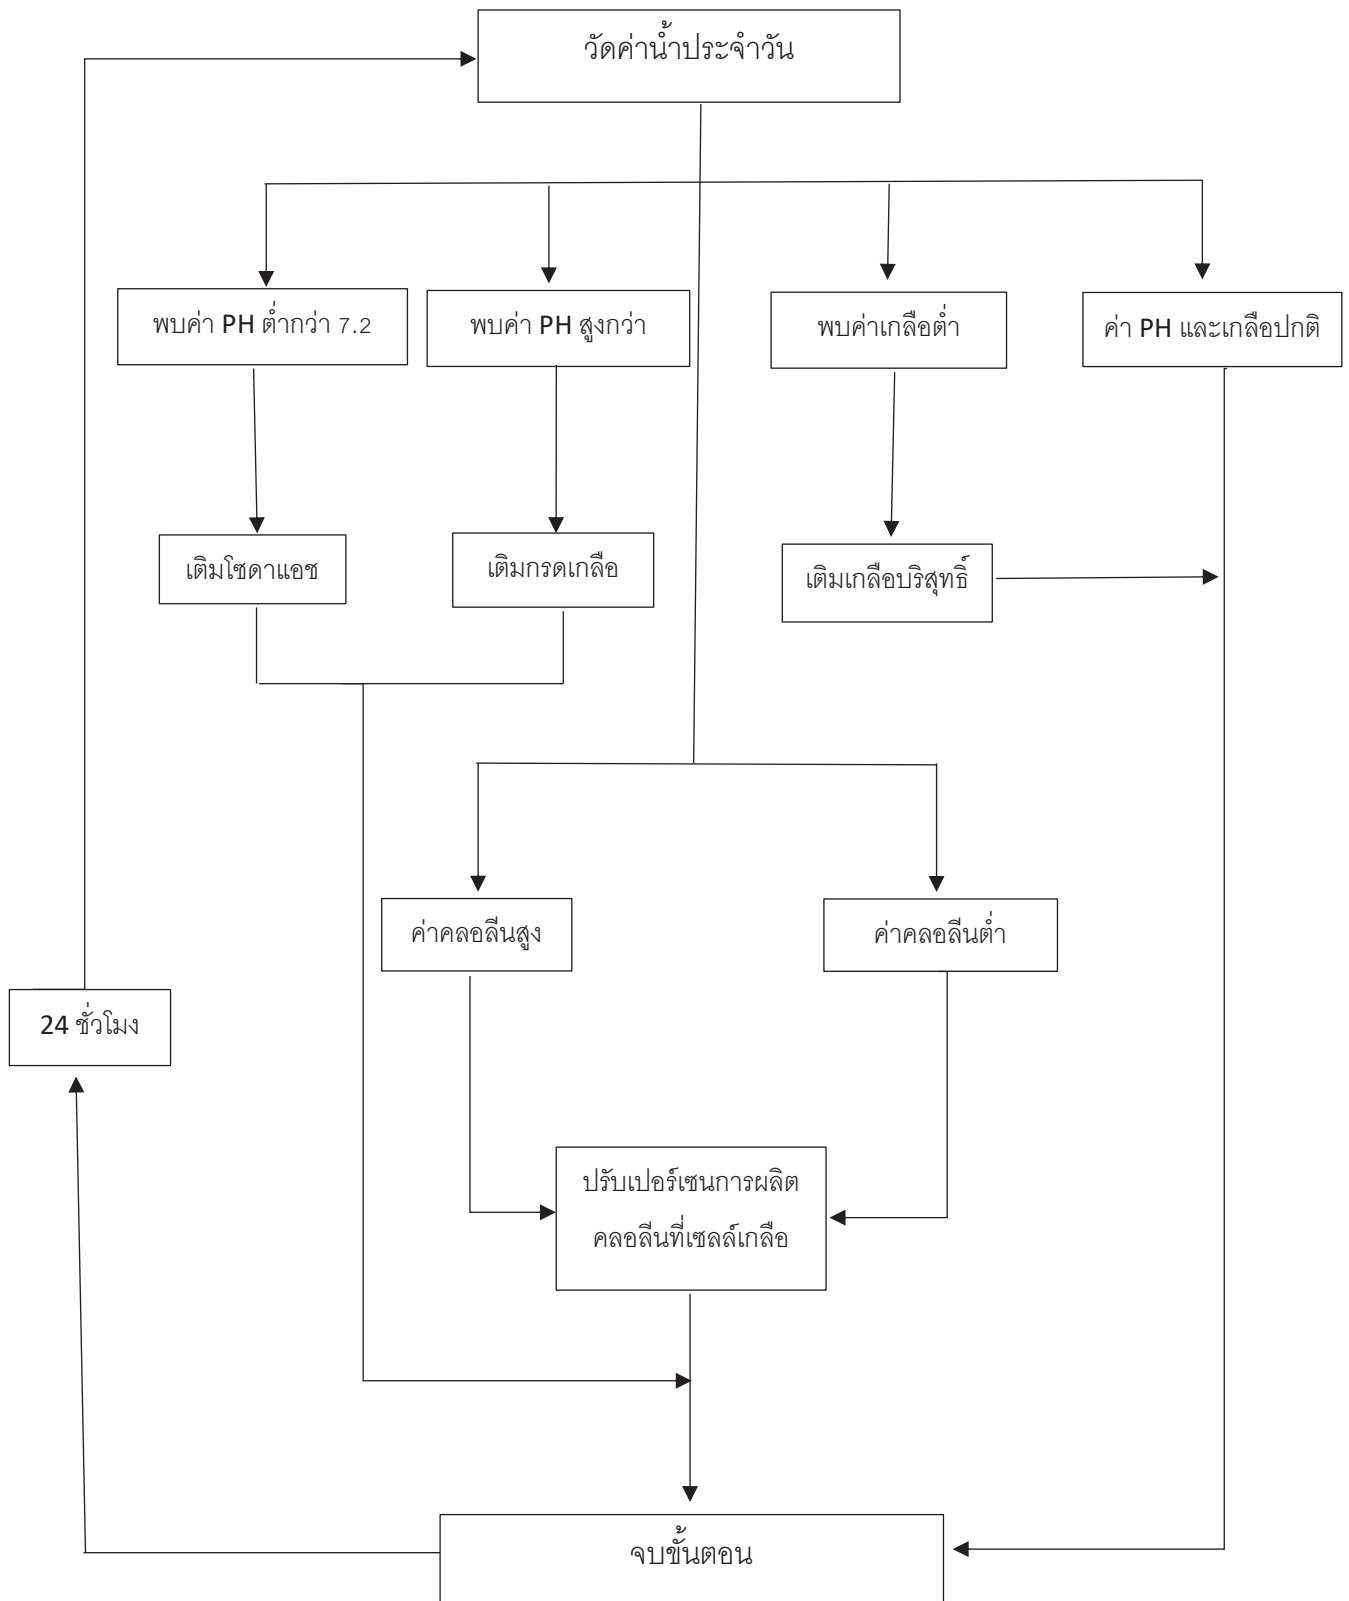 วัดค่าน้ำประจำวัน
พบค่า PH ต่ำกว่า 7.2
พบค่า PH สูงกว่า
พบค่าเกลือต่ำ
ค่า PH และเกลือปกติ
เติมโซดาแอช
เติมกรดเกลือ
เติมเกลือบริสุทธิ์
ค่าคลอลีนสูง
ค่าคลอลีนต่ำ
24 ชั่วโมง
ปรับเปอร์เซนการผลิต
คลอลีนที่เซลล์เกลือ
จบขั้นตอน